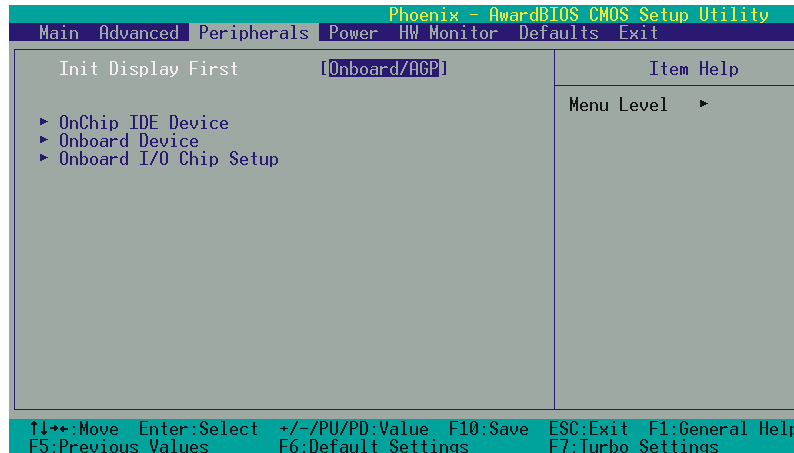 Phoenix - AwardBIOS CMOS Setup Utility
Main Advanced Peripherals Power HW Monitor Defaults Exit
Init Display First [Onboard/AGP] Item Help
Menu Level ►
► OnChip IDE Device
► Onboard Device
► Onboard I/O Chip Setup
↑↓→←:Move Enter:Select +/-/PU/PD:Value F10:Save ESC:Exit F1:General Help
F5:Previous Values F6:Default Settings F7:Turbo Settings